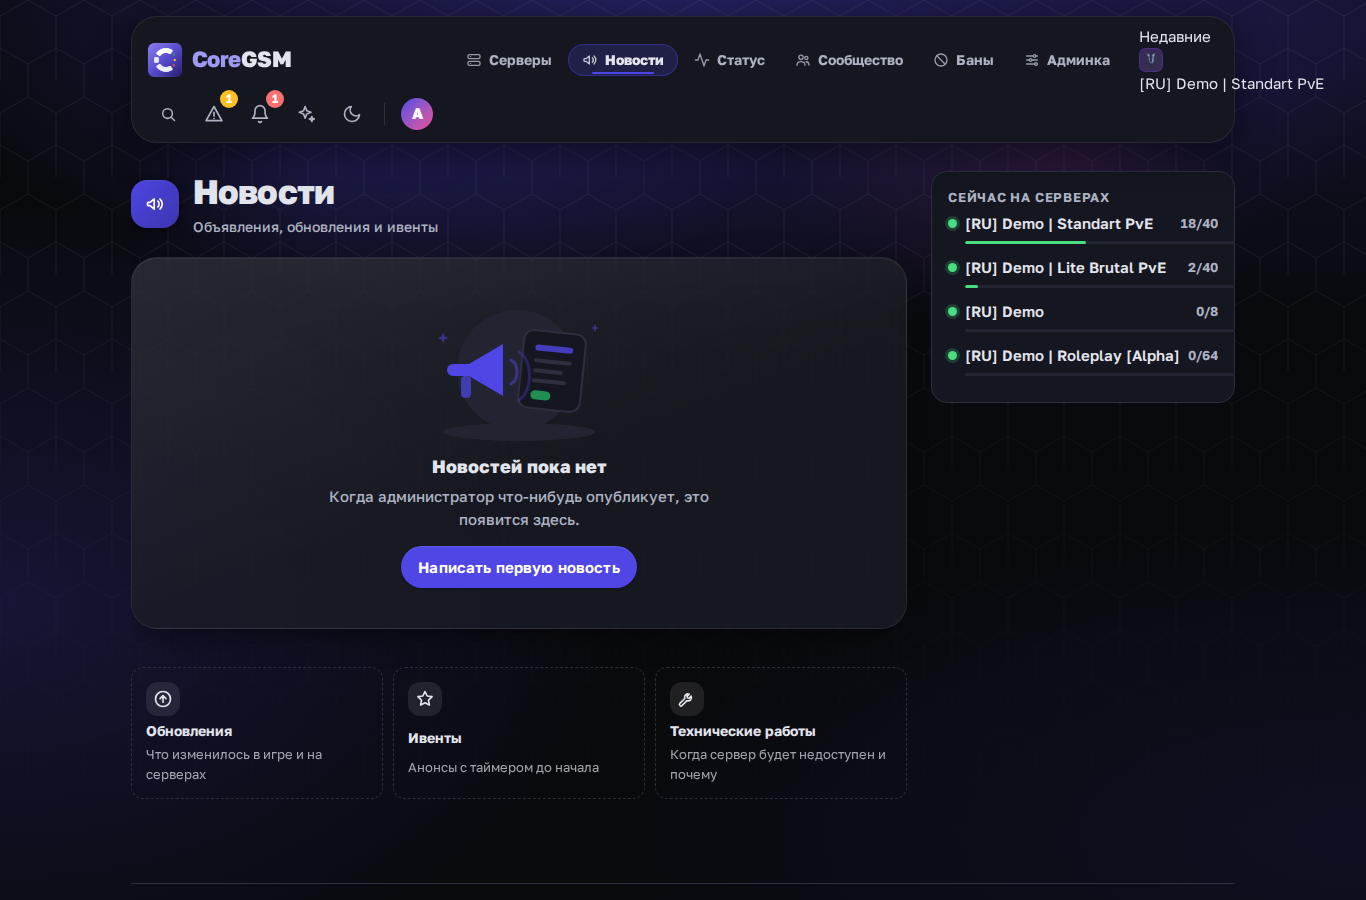 CoreGSM
Серверы
Новости
Статус
Сообщество
Баны
Админка
Недавние
[RU] Demo | Standart PvE
1
1
A
Новости
Объявления, обновления и ивенты
Новостей пока нет
Когда администратор что-нибудь опубликует, это
появится здесь.
Написать первую новость
Обновления
Что изменилось в игре и на
серверах
Ивенты
Анонсы с таймером до начала
Технические работы
Когда сервер будет недоступен и
почему
СЕЙЧАС НА СЕРВЕРАХ
[RU] Demo | Standart PvE 18/40
[RU] Demo | Lite Brutal PvE 2/40
[RU] Demo 0/8
[RU] Demo | Roleplay [Alpha] 0/64